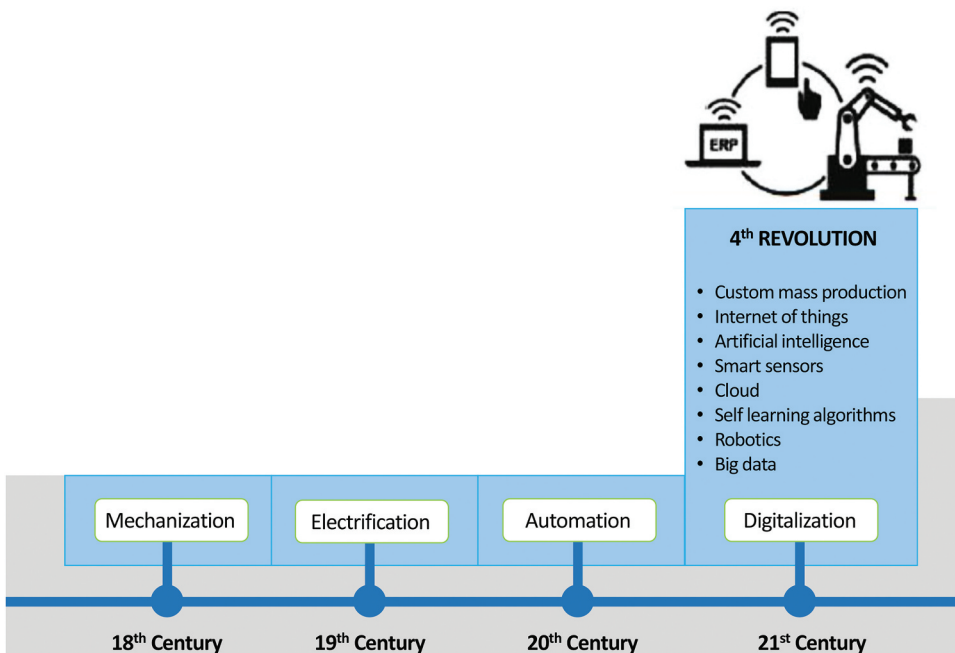 ERP
4th REVOLUTION
• Custom mass production
• Internet of things
• Artificial intelligence
• Smart sensors
• Cloud
• Self learning algorithms
• Robotics
• Big data
Mechanization
Electrification
Automation
Digitalization
18th Century
19th Century
20th Century
21st Century